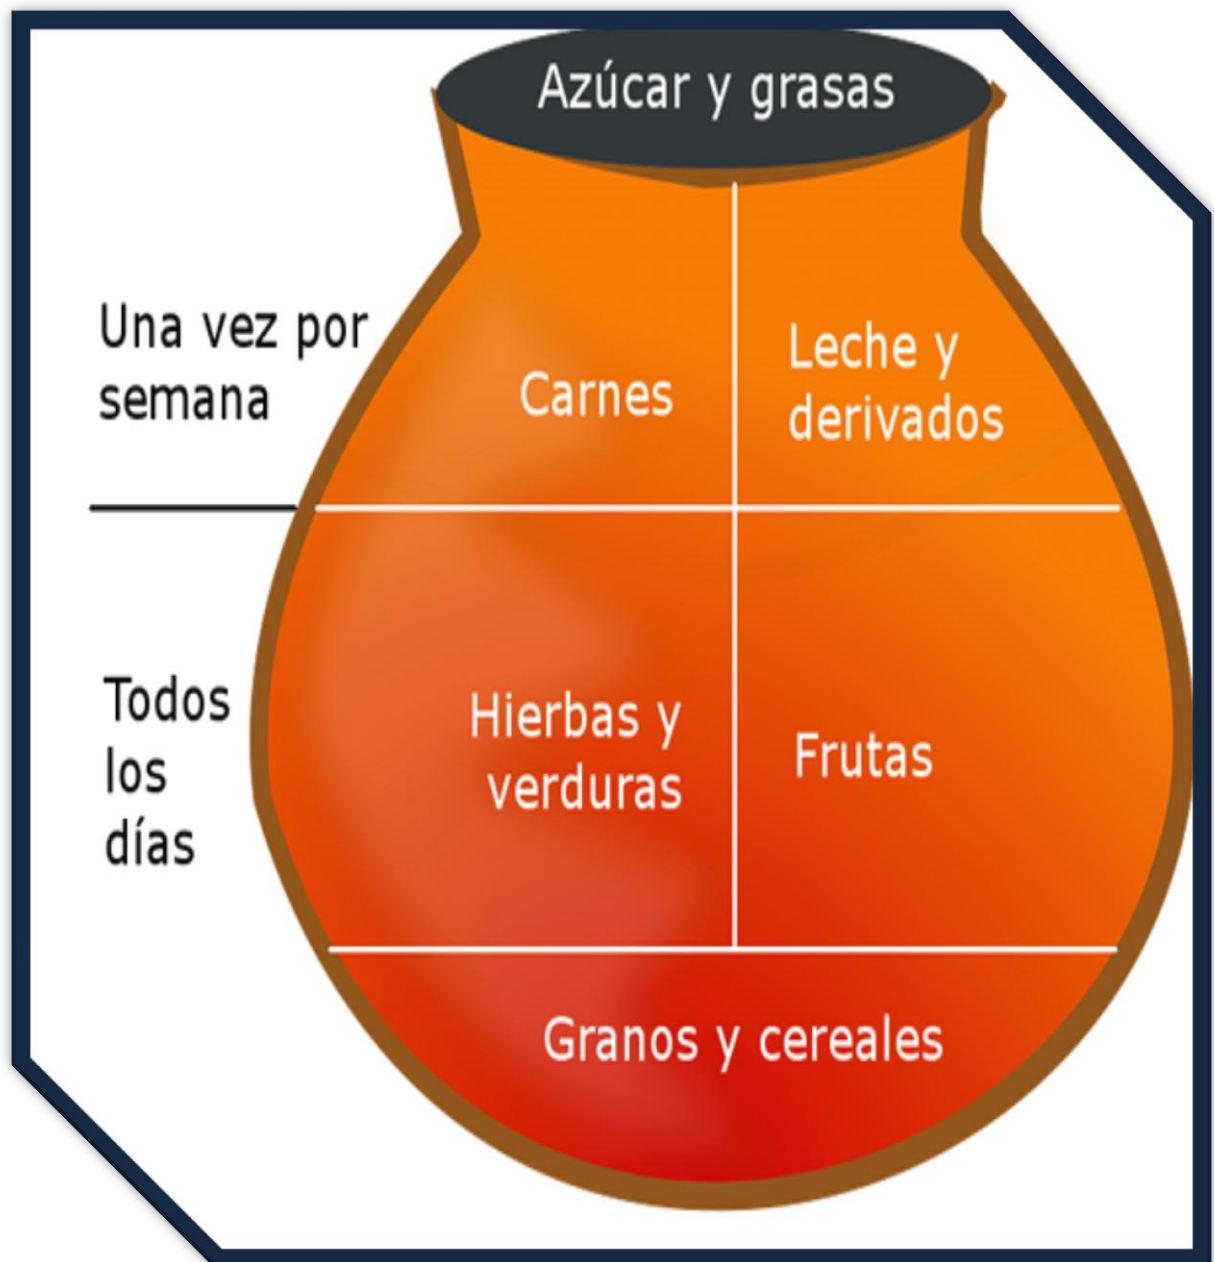 Azúcar y grasas
Una vez por
semana
Carnes
Leche y
derivados
Todos
los
días
Hierbas y
verduras
Frutas
Granos y cereales